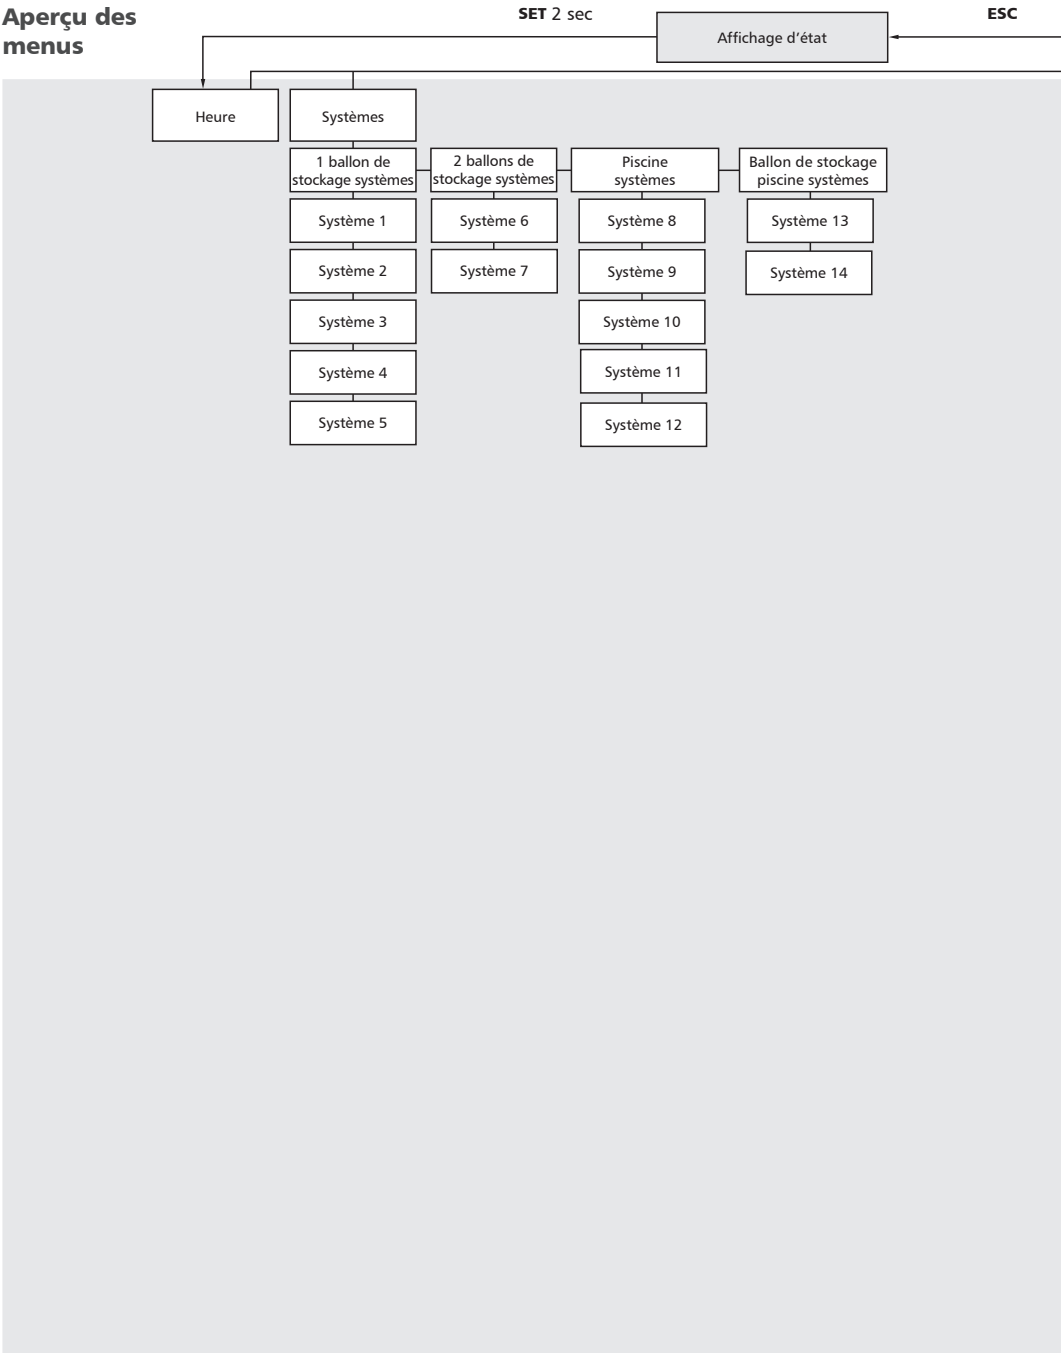 Aperçu des
menus
SET 2 sec
Affichage d'état
ESC
Heure
Systèmes
1 ballon de
stockage systèmes
2 ballons de
stockage systèmes
Piscine
systèmes
Ballon de stockage
piscine systèmes
Système 1
Système 6
Système 8
Système 13
Système 2
Système 7
Système 9
Système 14
Système 3
Système 10
Système 4
Système 11
Système 5
Système 12